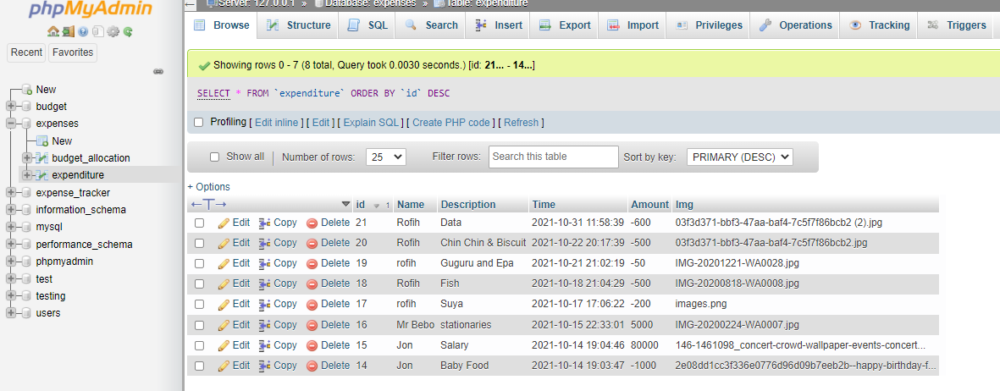 phpMyAdmin
Recent Favorites
New
budget
expenses
New
budget_allocation
expenditure
expense_tracker
information_schema
mysql
performance_schema
phpmyadmin
test
testing
users
Server: 127.0.0.1 » Database: expenses » Table: expenditure
Browse Structure SQL Search Insert Export Import Privileges Operations Tracking Triggers
Showing rows 0 - 7 (8 total, Query took 0.0030 seconds.) [id: 21... - 14...]
SELECT * FROM `expenditure` ORDER BY `id` DESC
Profiling [ Edit inline ] [ Edit ] [ Explain SQL ] [ Create PHP code ] [ Refresh ]
Show all Number of rows: 25 Filter rows: Search this table Sort by key: PRIMARY (DESC)
+ Options
←T→ id 1 Name Description Time Amount Img
Edit Copy Delete 21 Rofih Data 2021-10-31 11:58:39 -600 03f3d371-bbf3-47aa-baf4-7c5f7f86bcb2 (2).jpg
Edit Copy Delete 20 Rofih Chin Chin & Biscuit 2021-10-22 20:17:39 -500 03f3d371-bbf3-47aa-baf4-7c5f7f86bcb2.jpg
Edit Copy Delete 19 rofih Guguru and Epa 2021-10-21 21:02:19 -50 IMG-20201221-WA0028.jpg
Edit Copy Delete 18 Rofih Fish 2021-10-18 21:04:29 -500 IMG-20200818-WA0008.jpg
Edit Copy Delete 17 rofih Suya 2021-10-17 17:06:22 -200 images.png
Edit Copy Delete 16 Mr Bebo stationaries 2021-10-15 22:33:01 5000 IMG-20200224-WA0007.jpg
Edit Copy Delete 15 Jon Salary 2021-10-14 19:04:46 80000 146-1461098_concert-crowd-wallpaper-events-concert...
Edit Copy Delete 14 Jon Baby Food 2021-10-14 19:03:47 -1000 2e08dd1cc3f336e0776d96d09b7eeb2b--happy-birthday-f...